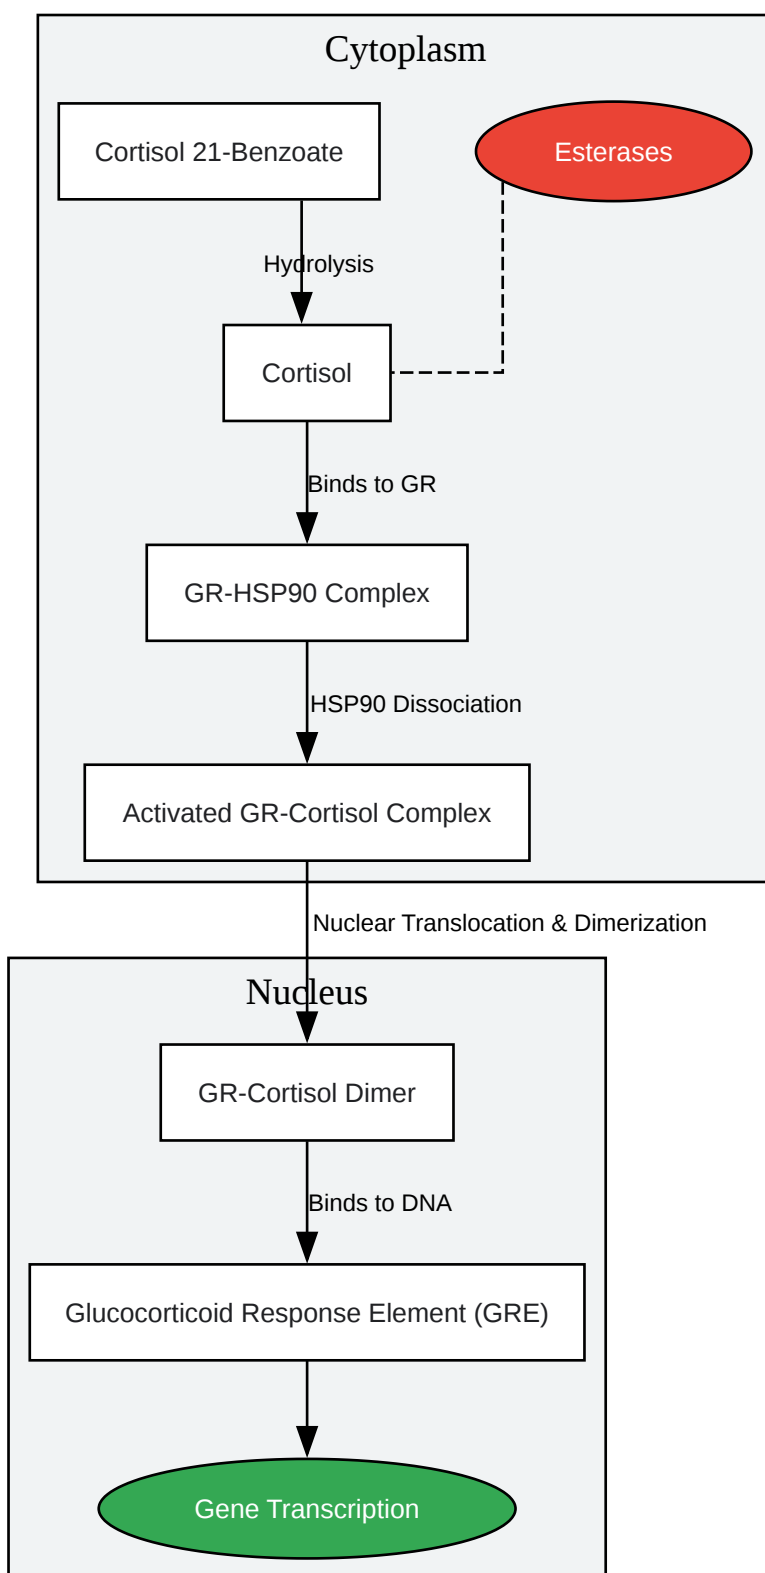 Cytoplasm
Cortisol 21-Benzoate
Esterases
Hydrolysis
Cortisol
Binds to GR
GR-HSP90 Complex
HSP90 Dissociation
Activated GR-Cortisol Complex
Nuclear Translocation & Dimerization
Nucleus
GR-Cortisol Dimer
Binds to DNA
Glucocorticoid Response Element (GRE)
Gene Transcription